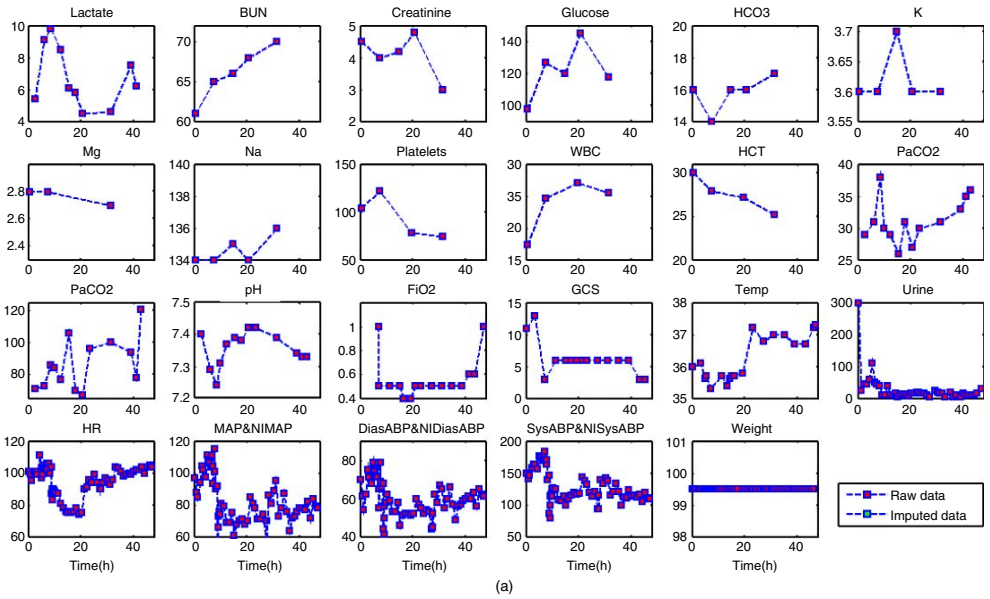 Lactate BUN Creatinine Glucose HCO3 K
10 8 6 4 0 20 40
70 65 60 0 20 40
5 4 3 2 0 20 40
140 120 100 0 20 40
20 18 16 14 0 20 40
3.7 3.65 3.6 3.55 0 20 40
Mg Na Platelets WBC HCT PaCO2
2.8 2.6 2.4 0 20 40
140 138 136 134 0 20 40
150 100 50 0 20 40
30 25 20 15 0 20 40
30 25 20 0 20 40
40 35 30 25 0 20 40
PaCO2 pH FiO2 GCS Temp Urine
120 100 80 0 20 40
7.5 7.4 7.3 7.2 0 20 40
1 0.8 0.6 0.4 0 20 40
15 10 5 0 0 20 40
38 37 36 35 0 20 40
300 200 100 0 0 20 40
HR MAP&NIMAP DiasABP&NIDiasABP SysABP&NISysABP Weight
120 100 80 60 0 20 40
120 100 80 60 0 20 40
80 60 40 0 20 40
200 150 100 50 0 20 40
101 100 99 98 0 20 40
Raw data
Imputed data
Time(h) Time(h) Time(h) Time(h) Time(h)
(a)